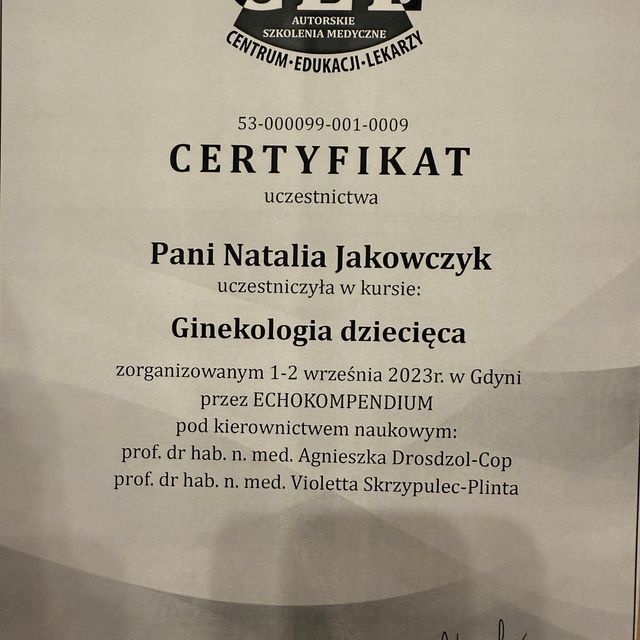 AUTORSKIE
SZKOLENIA MEDYCZNE
CENTRUM·EDUKACJI·LEKARZY
53-000099-001-0009
CERTYFIKAT
uczestnictwa
Pani Natalia Jakowczyk
uczestniczyła w kursie:
Ginekologia dziecięca
zorganizowanym 1-2 września 2023r. w Gdyni
przez ECHOKOMPENDIUM
pod kierownictwem naukowym:
prof. dr hab. n. med. Agnieszka Drosdzol-Cop
prof. dr hab. n. med. Violetta Skrzypulec-Plinta